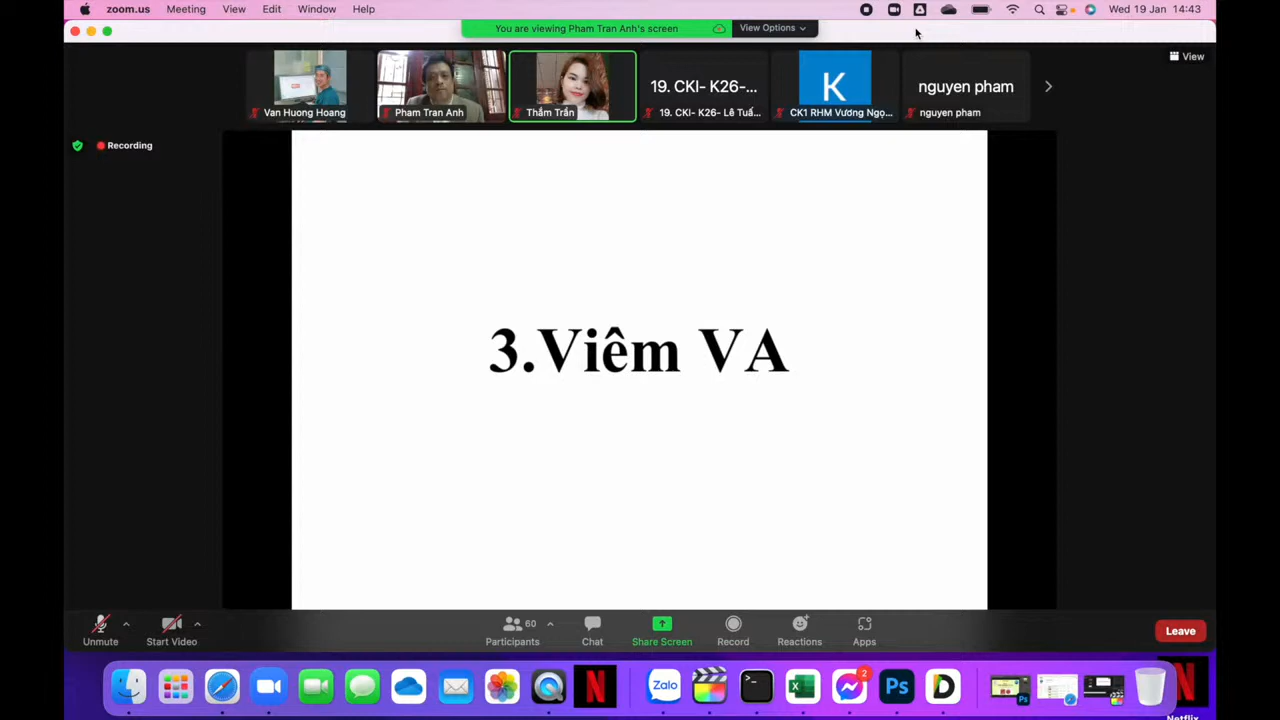 zoom.us Meeting View Edit Window Help Wed 19 Jan 14:43
You are viewing Pham Tran Anh's screen View Options
View
19. CKI- K26-... K nguyen pham
Van Huong Hoang Pham Tran Anh Thắm Trần 19. CKI- K26- Lê Tuấ... CK1 RHM Vương Ngọ... nguyen pham
Recording
3.Viêm VA
60
Unmute Start Video Participants Chat Share Screen Record Reactions Apps Leave
Zalo 2 Ps
Netflix